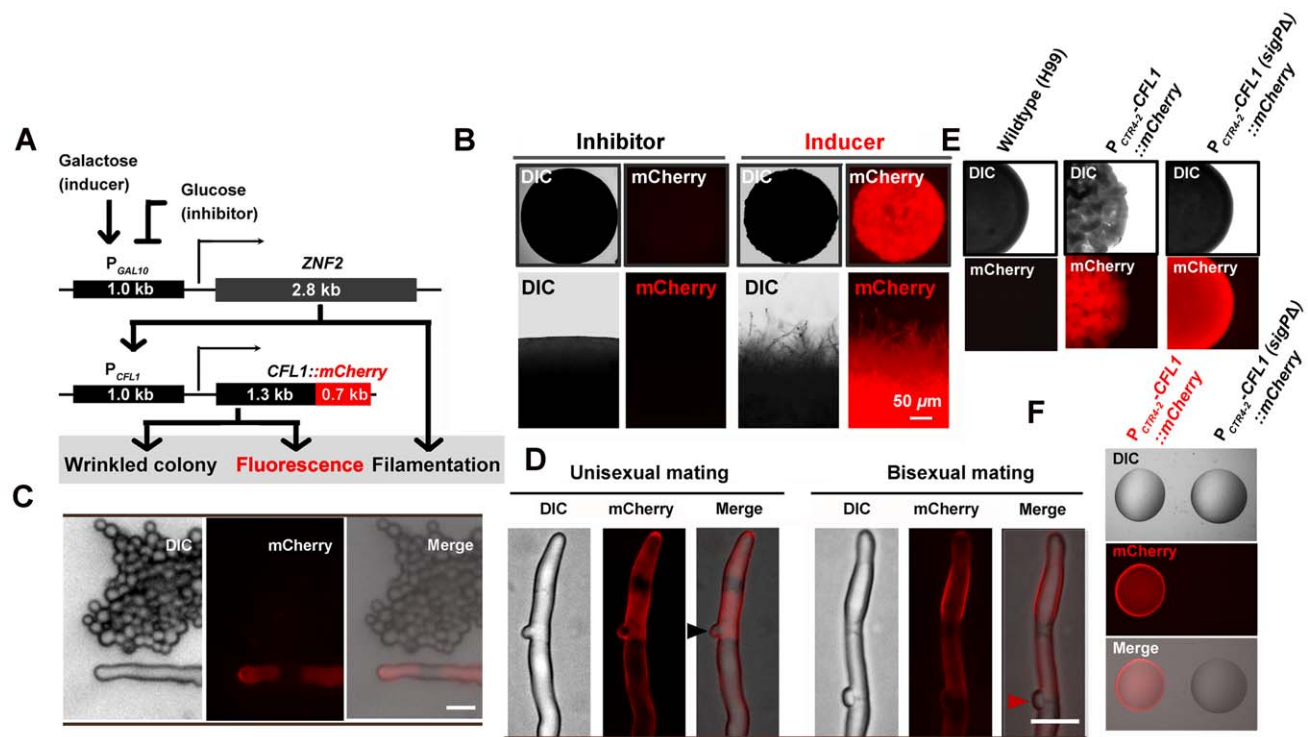 A
Galactose
(inducer)
Glucose
(inhibitor)
P GAL10
ZNF2
1.0 kb
2.8 kb
P CFL1
CFL1::mCherry
1.0 kb
1.3 kb
0.7 kb
Wrinkled colony
Fluorescence
Filamentation
B
Inhibitor
Inducer
DIC
mCherry
DIC
mCherry
DIC
mCherry
DIC
mCherry
50 µm
C
DIC
mCherry
Merge
D
Unisexual mating
Bisexual mating
DIC
mCherry
Merge
DIC
mCherry
Merge
E
Wildtype (H99)
P CTR4-2-CFL1
::mCherry
P CTR4-2-CFL1 (sigPΔ)
::mCherry
DIC
DIC
DIC
mCherry
mCherry
mCherry
F
P CTR4-2-CFL1
::mCherry
P CTR4-2-CFL1 (sigPΔ)
::mCherry
DIC
mCherry
Merge